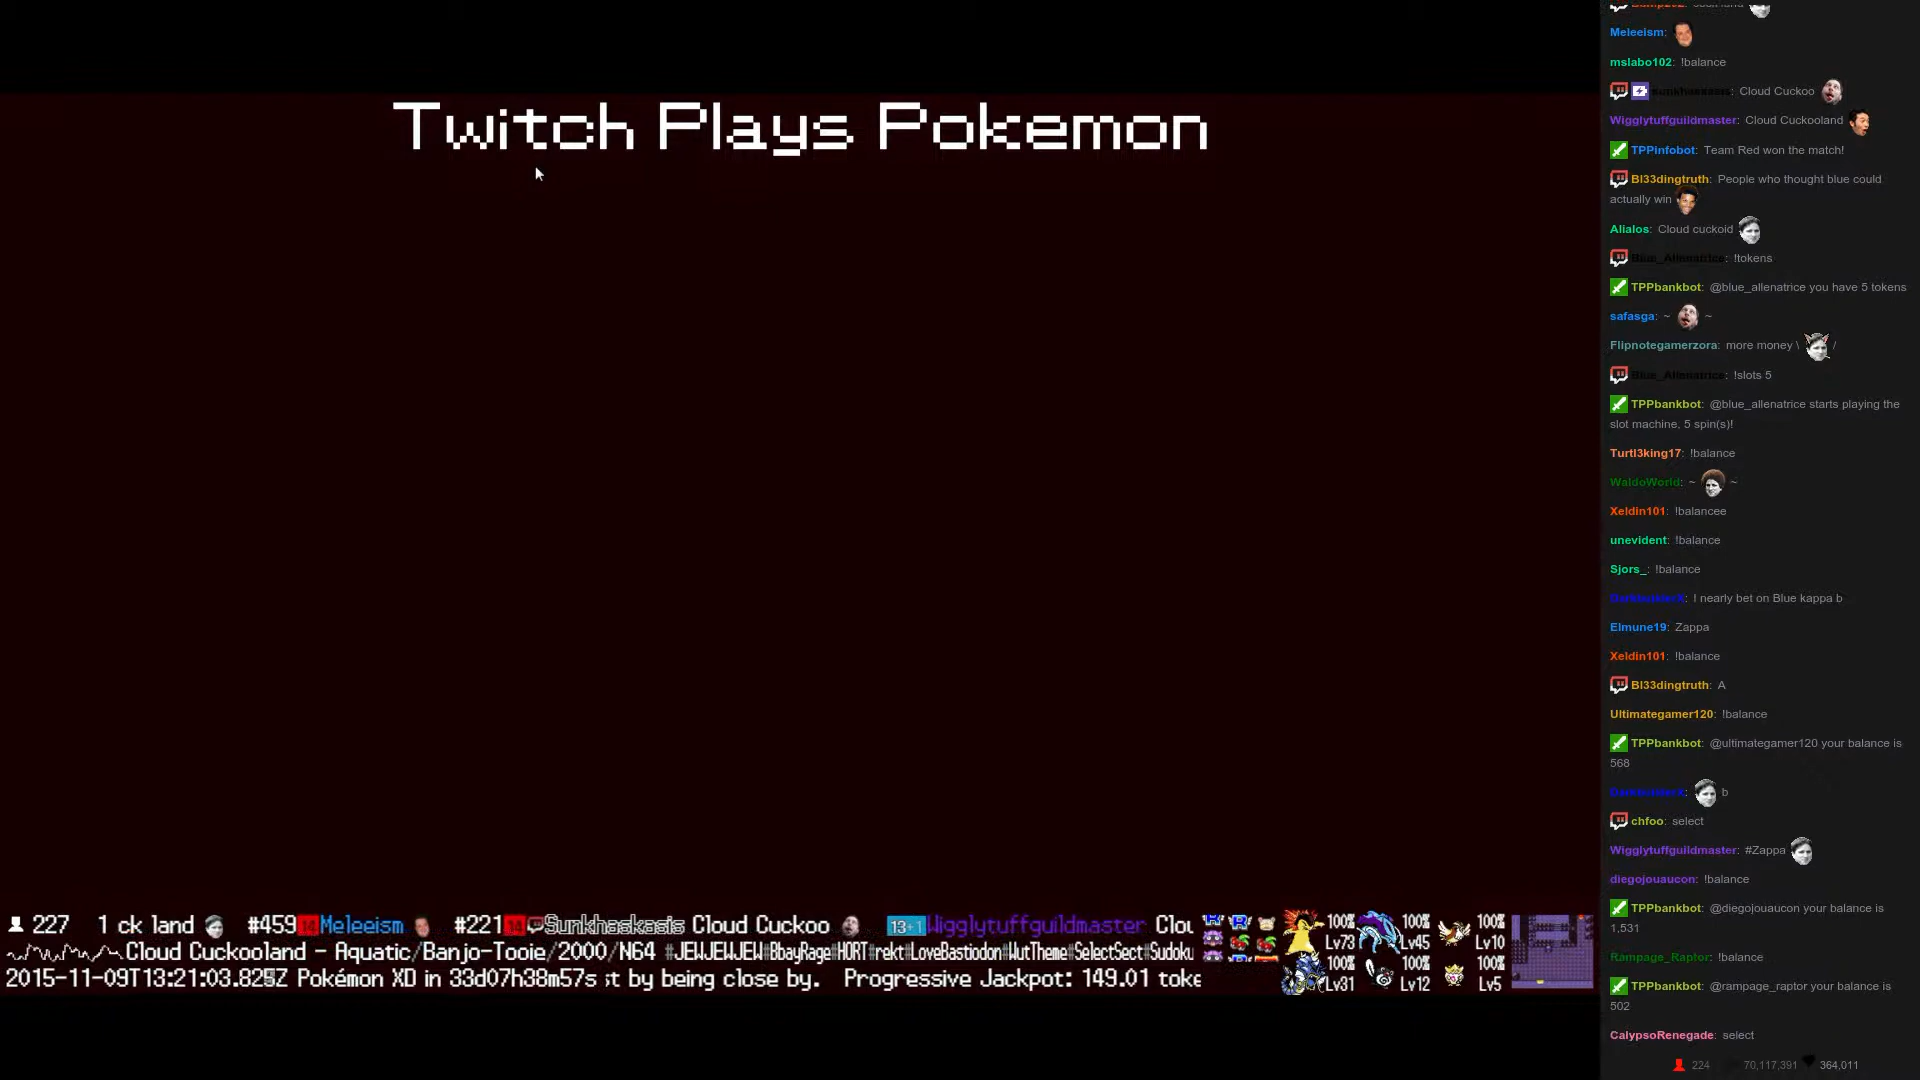 Twitch Plays Pokemon
227 1 ck land #459 Meleeism #221 Sunkhaskasis Cloud Cuckoo 13+1 Wigglytuffguildmaster Clou
Cloud Cuckooland - Aquatic/Banjo-Tooie/2000/N64 #JEWJEWJEW#BbayRage#HORT#rekt#LoveBastiodon#WutTheme#SelectSect#Sudoku
Pokémon XD in 33d07h38m57s st by being close by. Progressive Jackpot: 149.01 toke
100% 100% 100%
Lv73 Lv45 Lv10
100% 100% 100%
Lv31 Lv12 Lv5
Meleeism:
mslabo102: !balance
sunkhaskasis: Cloud Cuckoo
Wigglytuffguildmaster: Cloud Cuckooland
TPPinfobot: Team Red won the match!
Bl33dingtruth: People who thought blue could
actually win
Alialos: Cloud cuckoid
Blue_Allenatrice: !tokens
TPPbankbot: @blue_allenatrice you have 5 tokens
safasga: ~ ~
Flipnotegamerzora: more money \ /
Blue_Allenatrice: !slots 5
TPPbankbot: @blue_allenatrice starts playing the
slot machine, 5 spin(s)!
Turtl3king17: !balance
WaldoWorld: ~ ~
Xeldin101: !balancee
unevident: !balance
Sjors_: !balance
I nearly bet on Blue kappa b
Elmune19: Zappa
Xeldin101: !balance
Bl33dingtruth: A
Ultimategamer120: !balance
TPPbankbot: @ultimategamer120 your balance is
568
b
chfoo: select
Wigglytuffguildmaster: #Zappa
diegojouaucon: !balance
TPPbankbot: @diegojouaucon your balance is
1,531
Rampage_Raptor: !balance
TPPbankbot: @rampage_raptor your balance is
502
CalypsoRenegade: select
224 70,117,391 364,011